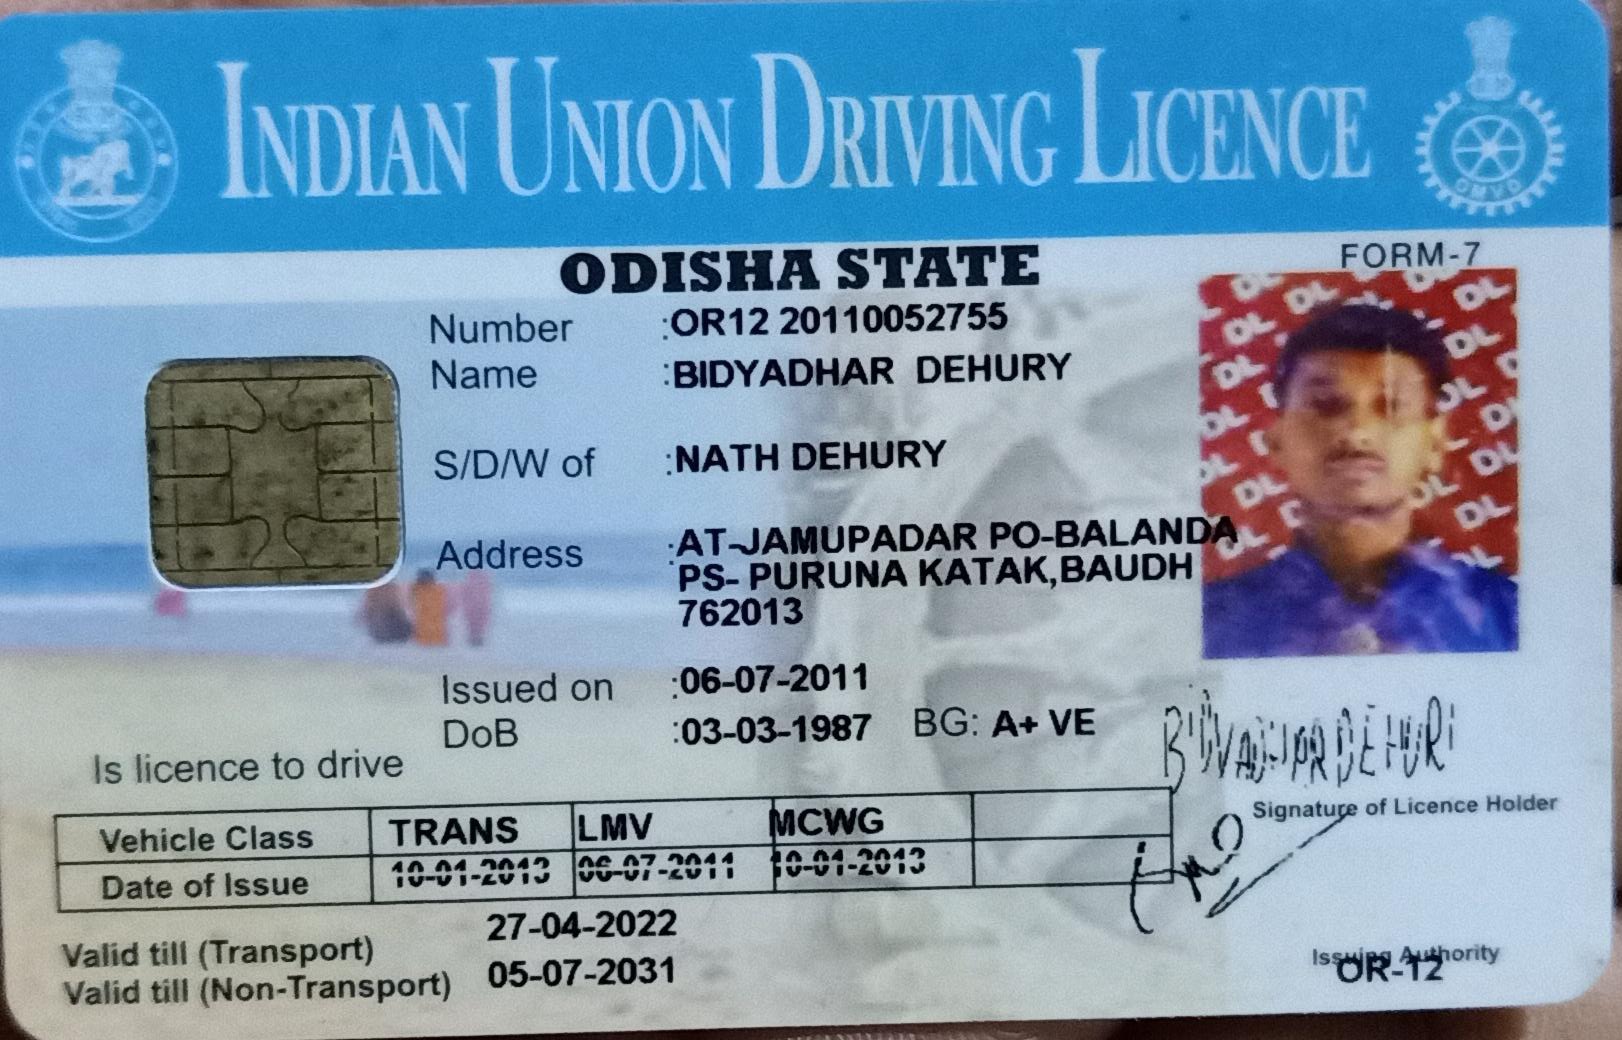 INDIAN UNION DRIVING LICENCE
ODISHA STATE
FORM-7
Number :OR12 20110052755
Name :BIDYADHAR DEHURY
S/D/W of :NATH DEHURY
Address :AT-JAMUPADAR PO-BALANDA
PS- PURUNA KATAK,BAUDH
762013
Issued on :06-07-2011
DoB :03-03-1987 BG: A+ VE
BIDYADHAR DEHURI
Signature of Licence Holder
Is licence to drive
Vehicle Class TRANS LMV MCWG
Date of Issue 10-01-2013 06-07-2011 10-01-2013
Valid till (Transport) 27-04-2022
Valid till (Non-Transport) 05-07-2031
Issuing Authority
OR-12